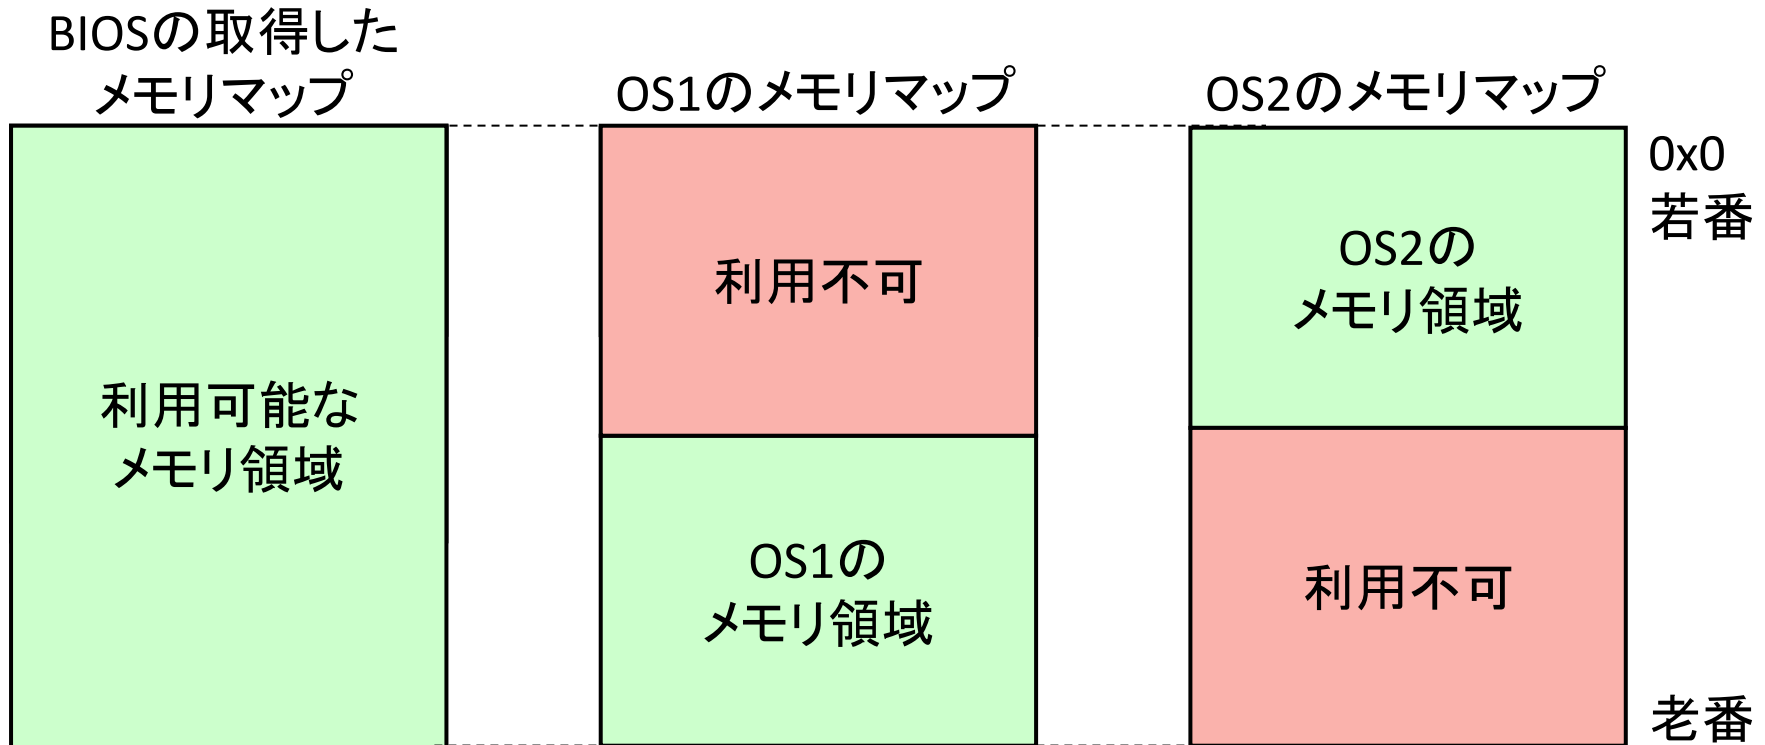 BIOSの取得した
メモリマップ
OS1のメモリマップ
OS2のメモリマップ
利用可能な
メモリ領域
利用不可
OS1の
メモリ領域
OS2の
メモリ領域
利用不可
0x0
若番
老番